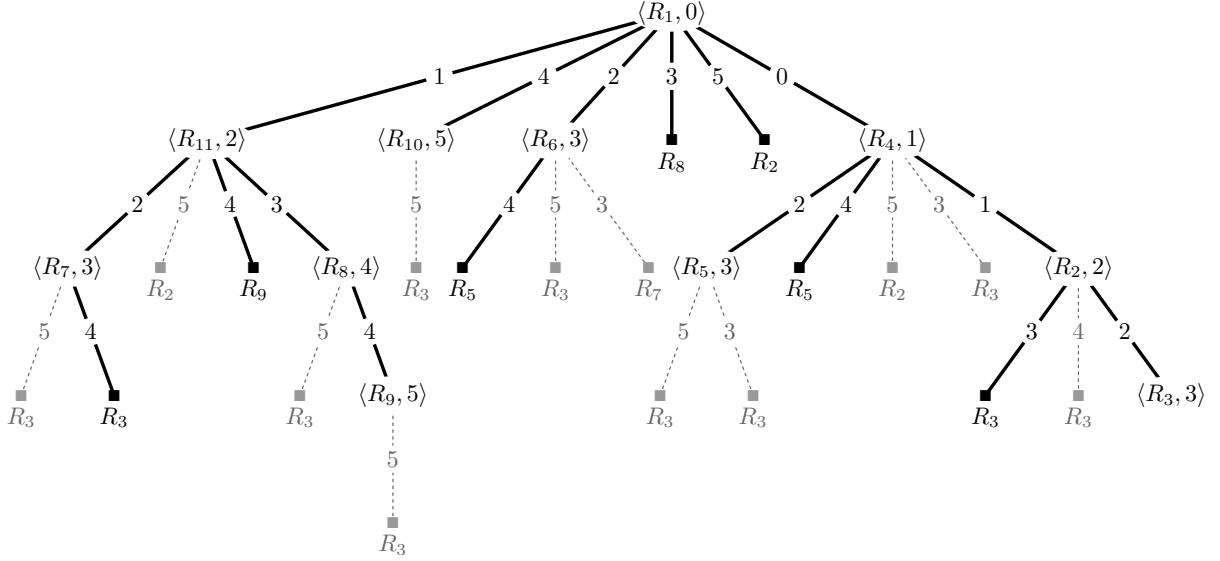 ⟨R₁, 0⟩
1 4 2 3 5 0
⟨R₁₁, 2⟩ ⟨R₁₀, 5⟩ ⟨R₆, 3⟩ R₈ R₂ ⟨R₄, 1⟩
2 5 4 3 5 4 5 3 2 4 5 3 1
⟨R₇, 3⟩ R₂ R₉ ⟨R₈, 4⟩ R₃ R₅ R₃ R₇ ⟨R₅, 3⟩ R₅ R₂ R₃ ⟨R₂, 2⟩
5 4 5 4 5 3 3 4 2
R₃ R₃ R₃ ⟨R₉, 5⟩ R₃ R₃ R₃ R₃ ⟨R₃, 3⟩
5
R₃